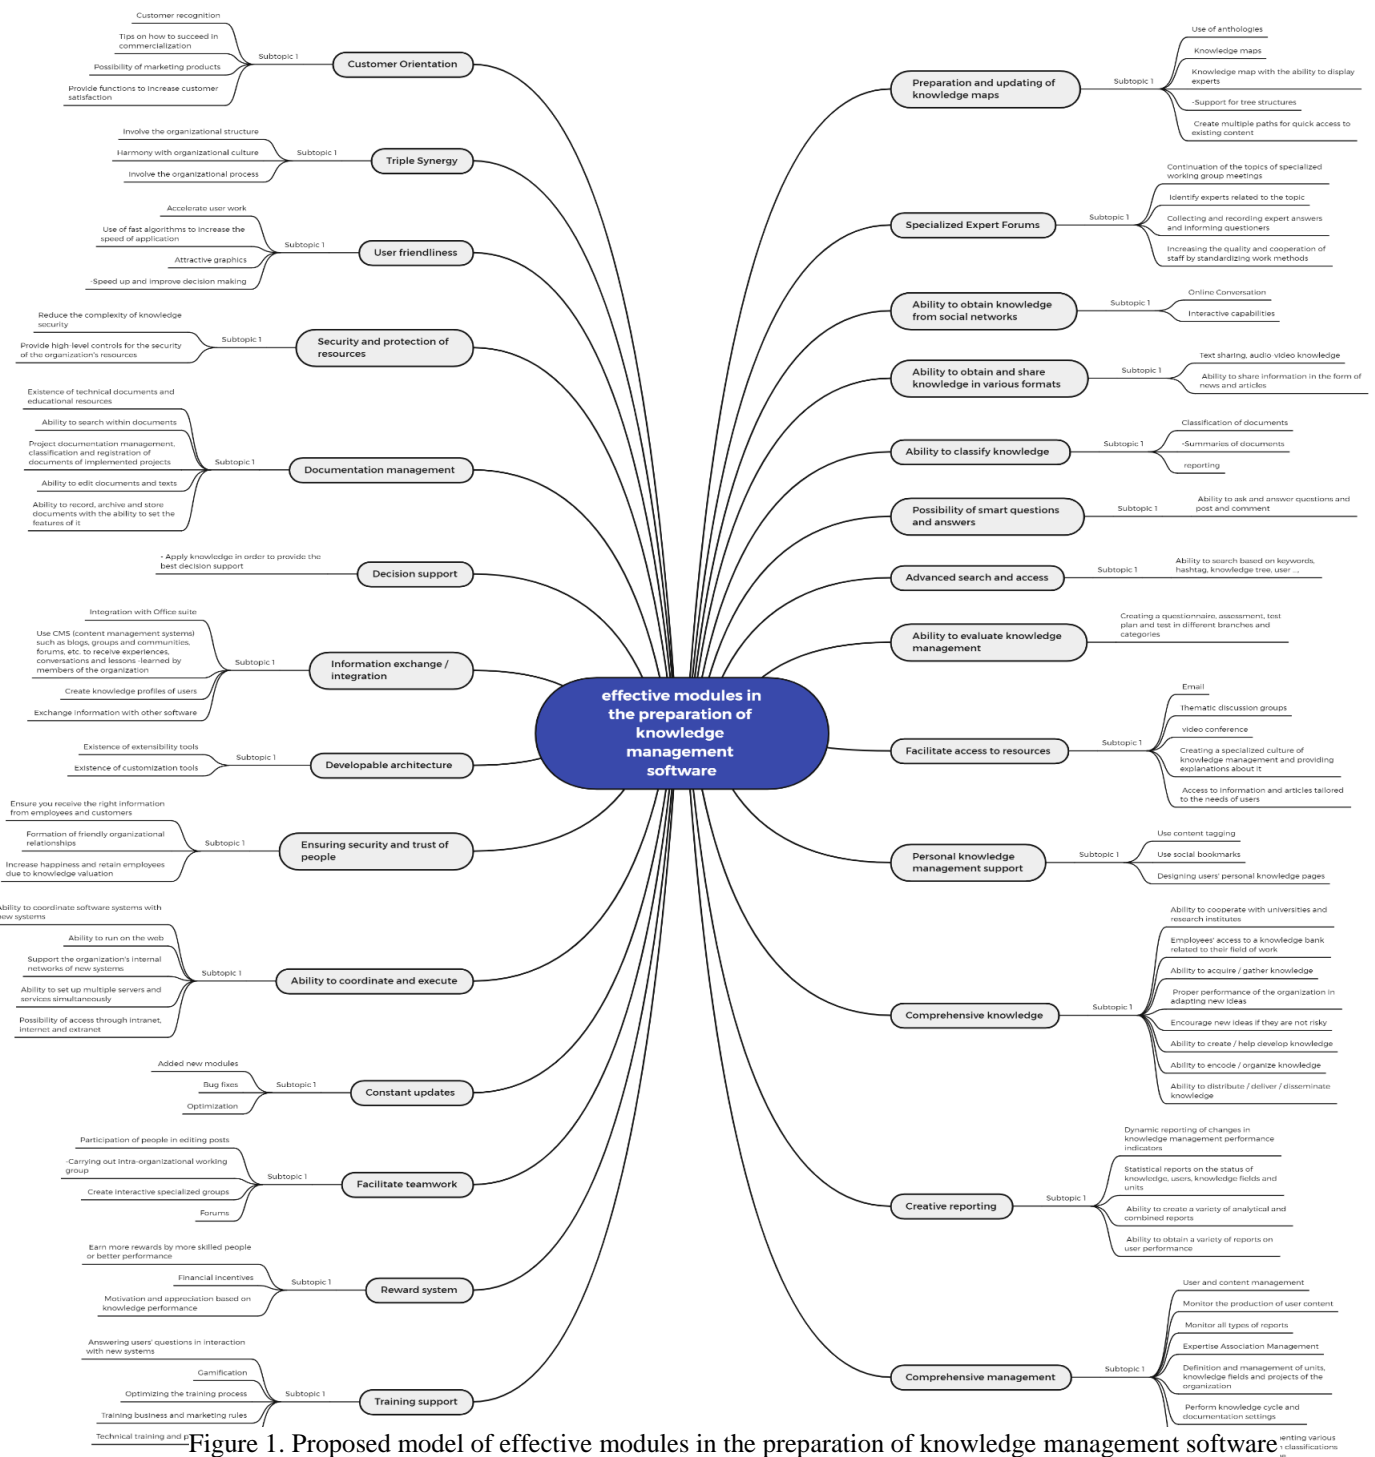 Customer recognition
Tips on how to succeed in
commercialization
Possibility of marketing products
Provide functions to increase customer
satisfaction
Subtopic 1
Customer Orientation
Involve the organizational structure
Harmony with organizational culture
Involve the organizational process
Subtopic 1
Triple Synergy
Accelerate user work
Use of fast algorithms to increase the
speed of application
Attractive graphics
-Speed up and improve decision making
Subtopic 1
User friendliness
Reduce the complexity of knowledge
security
Provide high-level controls for the security
of the organization's resources
Subtopic 1
Security and protection of
resources
Existence of technical documents and
educational resources
Ability to search within documents
Project documentation management,
classification and registration of
documents of implemented projects
Ability to edit documents and texts
Ability to record, archive and store
documents with the ability to set the
features of it
Subtopic 1
Documentation management
- Apply knowledge in order to provide the
best decision support
Decision support
Integration with Office suite
Use CMS (content management systems)
such as blogs, groups and communities,
forums, etc. to receive experiences,
conversations and lessons -learned by
members of the organization
Create knowledge profiles of users
Exchange information with other software
Subtopic 1
Information exchange /
integration
Existence of extensibility tools
Existence of customization tools
Subtopic 1
Developable architecture
Ensure you receive the right information
from employees and customers
Formation of friendly organizational
relationships
Increase happiness and retain employees
due to knowledge valuation
Subtopic 1
Ensuring security and trust of
people
Ability to coordinate software systems with
new systems
Ability to run on the web
Support the organization's internal
networks of new systems
Ability to set up multiple servers and
services simultaneously
Possibility of access through intranet,
internet and extranet
Subtopic 1
Ability to coordinate and execute
Added new modules
Bug fixes
Optimization
Subtopic 1
Constant updates
Participation of people in editing posts
-Carrying out intra-organizational working
group
Create interactive specialized groups
Forums
Subtopic 1
Facilitate teamwork
Earn more rewards by more skilled people
or better performance
Financial incentives
Motivation and appreciation based on
knowledge performance
Subtopic 1
Reward system
Answering users' questions in interaction
with new systems
Gamification
Optimizing the training process
Training business and marketing rules
Technical training and p
Subtopic 1
Training support
effective modules in
the preparation of
knowledge
management
software
Preparation and updating of
knowledge maps
Subtopic 1
Use of anthologies
Knowledge maps
Knowledge map with the ability to display
experts
-Support for tree structures
Create multiple paths for quick access to
existing content
Specialized Expert Forums
Subtopic 1
Continuation of the topics of specialized
working group meetings
Identify experts related to the topic
Collecting and recording expert answers
and informing questioners
Increasing the quality and cooperation of
staff by standardizing work methods
Ability to obtain knowledge
from social networks
Subtopic 1
Online Conversation
Interactive capabilities
Ability to obtain and share
knowledge in various formats
Subtopic 1
Text sharing, audio-video knowledge
Ability to share information in the form of
news and articles
Ability to classify knowledge
Subtopic 1
Classification of documents
-Summaries of documents
reporting
Possibility of smart questions
and answers
Subtopic 1
Ability to ask and answer questions and
post and comment
Advanced search and access
Subtopic 1
Ability to search based on keywords,
hashtag, knowledge tree, user ...,
Ability to evaluate knowledge
management
Creating a questionnaire, assessment, test
plan and test in different branches and
categories
Facilitate access to resources
Subtopic 1
Email
Thematic discussion groups
video conference
Creating a specialized culture of
knowledge management and providing
explanations about it
Access to information and articles tailored
to the needs of users
Personal knowledge
management support
Subtopic 1
Use content tagging
Use social bookmarks
Designing users' personal knowledge pages
Comprehensive knowledge
Subtopic 1
Ability to cooperate with universities and
research institutes
Employees' access to a knowledge bank
related to their field of work
Ability to acquire / gather knowledge
Proper performance of the organization in
adapting new ideas
Encourage new ideas if they are not risky
Ability to create / help develop knowledge
Ability to encode / organize knowledge
Ability to distribute / deliver / disseminate
knowledge
Creative reporting
Subtopic 1
Dynamic reporting of changes in
knowledge management performance
indicators
Statistical reports on the status of
knowledge, users, knowledge fields and
units
Ability to create a variety of analytical and
combined reports
Ability to obtain a variety of reports on
user performance
Comprehensive management
Subtopic 1
User and content management
Monitor the production of user content
Monitor all types of reports
Expertise Association Management
Definition and management of units,
knowledge fields and projects of the
organization
Perform knowledge cycle and
documentation settings
enting various
classifications
Figure 1. Proposed model of effective modules in the preparation of knowledge management software